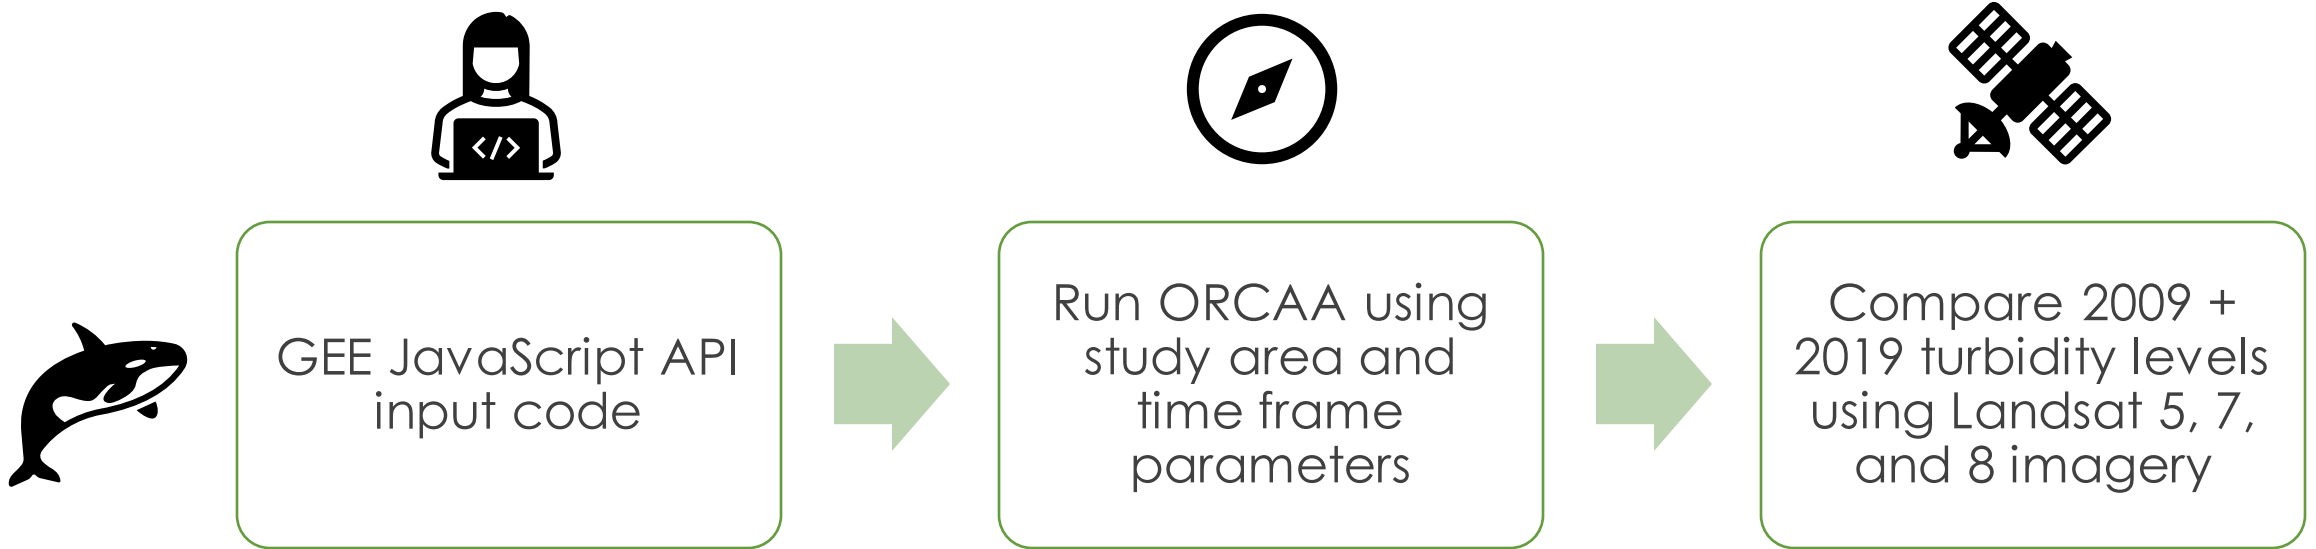 GEE JavaScript API
input code
Run ORCAA using
study area and
time frame
parameters
Compare 2009 +
2019 turbidity levels
using Landsat 5, 7,
and 8 imagery